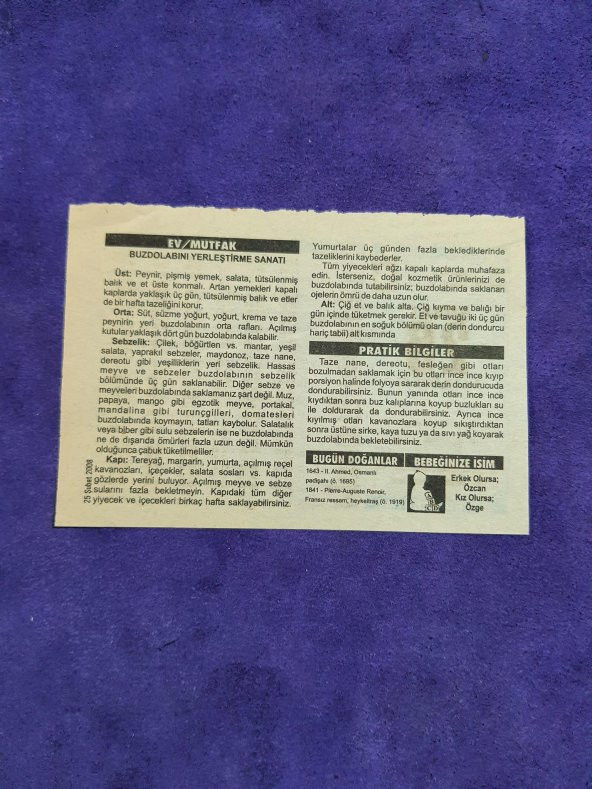 EV/MUTFAK
BUZDOLABINI YERLEŞTİRME SANATI
Üst: Peynir, pişmiş yemek, salata, tütsülenmiş
balık ve et üste konmalı. Artan yemekleri kapalı
kaplarda yaklaşık üç gün, tütsülenmiş balık ve etler
de bir hafta tazeliğini korur.
Orta: Süt, süzme yoğurt, yoğurt, krema ve taze
peynirin yeri buzdolabının orta rafları. Açılmış
kutular yaklaşık dört gün buzdolabında kalabilir.
Sebzelik: Çilek, böğürtlen vs. mantar, yeşil
salata, yapraklı sebzeler, maydonoz, taze nane,
dereotu gibi yeşilliklerin yeri sebzelik. Hassas
meyve ve sebzeler buzdolabının sebzelik
bölümünde üç gün saklanabilir. Diğer sebze ve
meyveleri buzdolabında saklamanız şart değil. Muz,
papaya, mango gibi egzotik meyve, portakal,
mandalina gibi turunçgilleri, domatesleri
buzdolabında koymayın, tatları kaybolur. Salatalık
veya biber gibi sulu sebzelerin ise ne buzdolabında
ne de dışarıda ömürleri fazla uzun değil. Mümkün
olduğunca çabuk tüketilmeliler.
Kapı: Tereyağ, margarin, yumurta, açılmış reçel
kavanozları, içeçekler, salata sosları vs. kapıda
gözlerde yerini buluyor. Açılmış meyve ve sebze
sularını fazla bekletmeyin. Kapıdaki tüm diğer
yiyecek ve içecekleri birkaç hafta saklayabilirsiniz.
25 Şubat 2008
Yumurtalar üç günden fazla beklediklerinde
tazeliklerini kaybederler.
Tüm yiyecekleri ağzı kapalı kaplarda muhafaza
edin. İsterseniz, doğal kozmetik ürünlerinizi de
buzdolabında tutabilirsiniz; buzdolabında saklanan
ojelerin ömrü de daha uzun olur.
Alt: Çiğ et ve balık alta. Çiğ kıyma ve balığı bir
gün içinde tüketmek gerekir. Et ve tavuğu iki üç gün
buzdolabının en soğuk bölümü olan (derin dondurcu
hariç tabii) alt kısmında
PRATİK BİLGİLER
Taze nane, dereotu, fesleğen gibi otları
bozulmadan saklamak için bu otları ince ince kıyıp
porsiyon halinde folyoya sararak derin dondurucuda
dondurabilirsiniz. Bunun yanında otları ince ince
kıydıktan sonra buz kalıplarına koyup buzlukları su
ile doldurarak da dondurabilirsiniz. Ayrıca ince
kıyılmış otları kavanozlara koyup sıkıştırdıktan
sonra üstüne sirke, kaya tuzu ya da sıvı yağ koyarak
buzdolabında bekletebilirsiniz.
BUGÜN DOĞANLAR
1643 - II. Ahmed, Osmanlı
padişahı (ö. 1695)
1841 - Pierre-Auguste Renoir,
Fransız ressam, heykeltraş (ö. 1919)
BEBEĞİNİZE İSİM
Erkek Olursa;
Özcan
Kız Olursa;
Özge